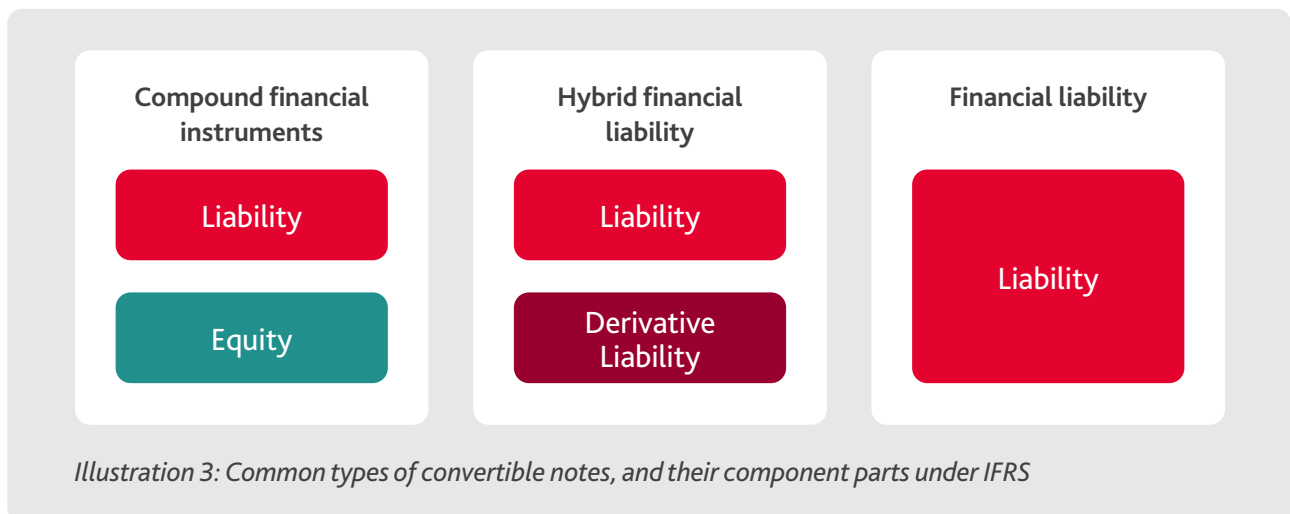 Compound financial
instruments
Liability
Equity
Hybrid financial
liability
Liability
Derivative
Liability
Financial liability
Liability
Illustration 3: Common types of convertible notes, and their component parts under IFRS